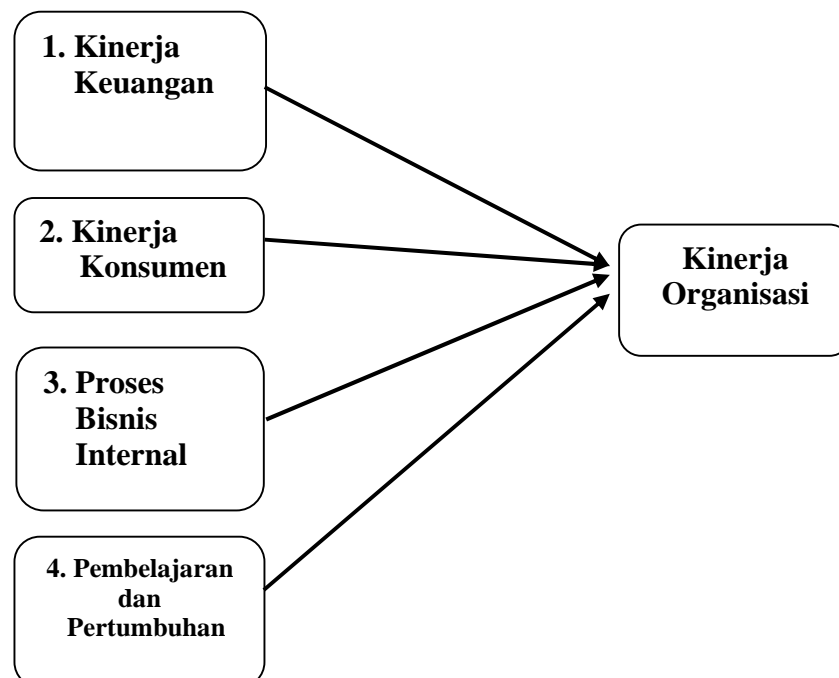 1. Kinerja
Keuangan
2. Kinerja
Konsumen
3. Proses
Bisnis
Internal
4. Pembelajaran
dan
Pertumbuhan
Kinerja
Organisasi